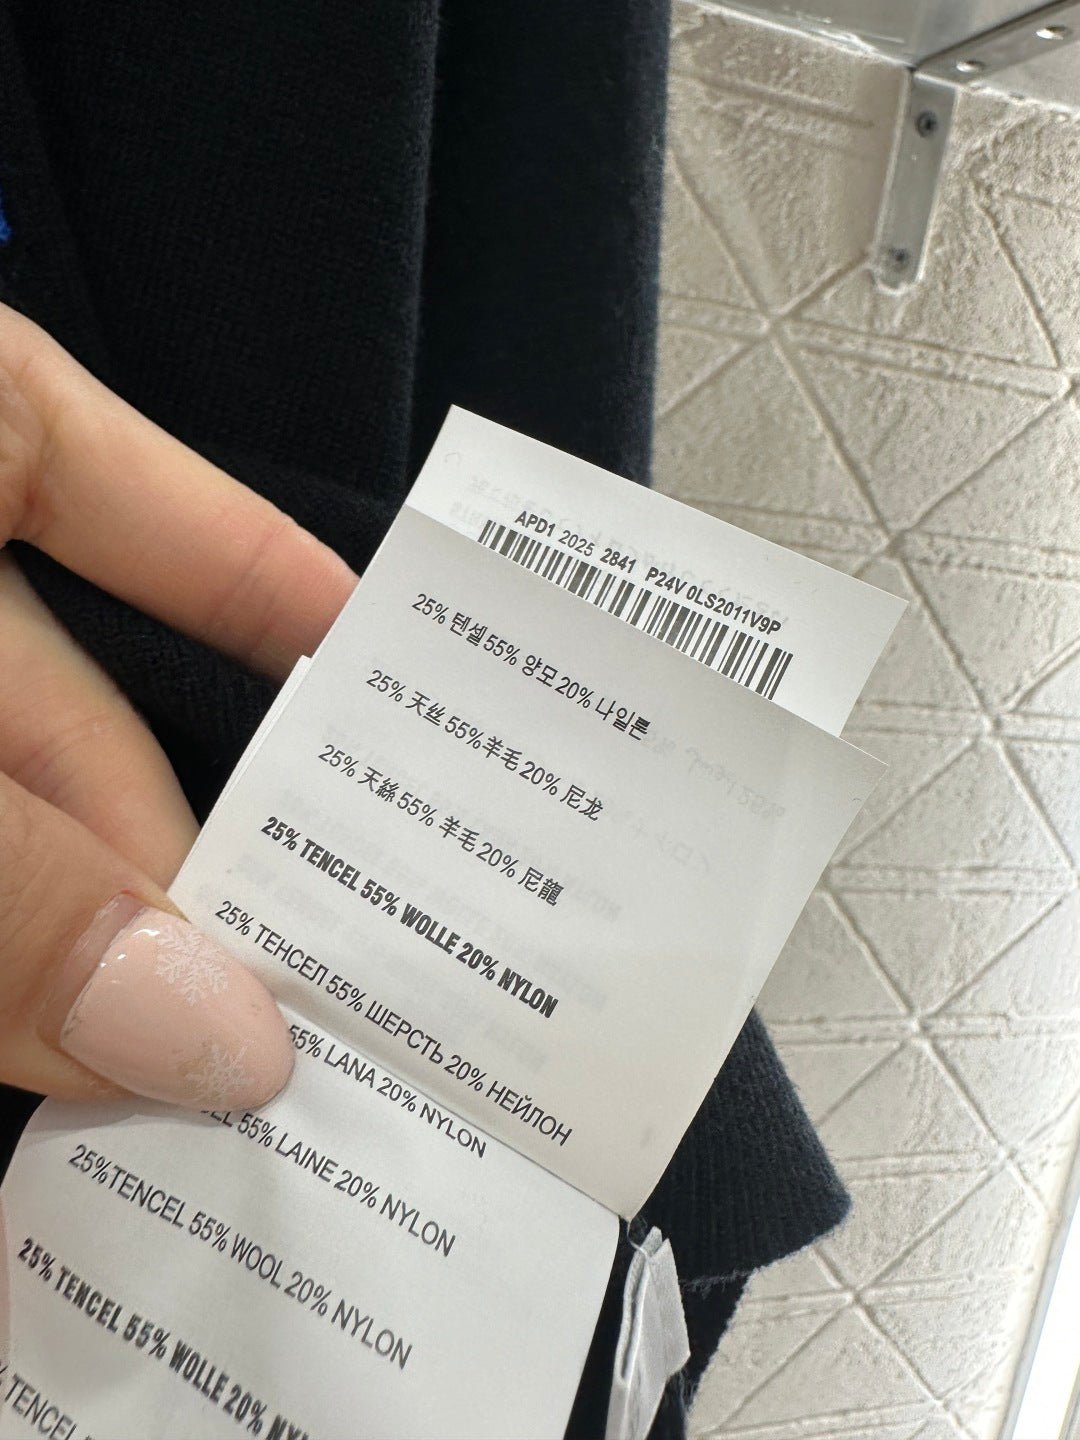 APD1 2025 2841 P24V 0LS2011V9P
25% 텐셀 55% 양모 20% 나일론
25% 天丝 55%羊毛 20% 尼龙
25% 天絲 55% 羊毛 20% 尼龍
25% TENCEL 55% WOLLE 20% NYLON
25% ТЕНСЕЛ 55% ШЕРСТЬ 20% НЕЙЛОН
55% LANA 20% NYLON
55% LAINE 20% NYLON
25%TENCEL 55% WOOL 20% NYLON
25% TENCEL 55% WOLLE 20%
TENCEL